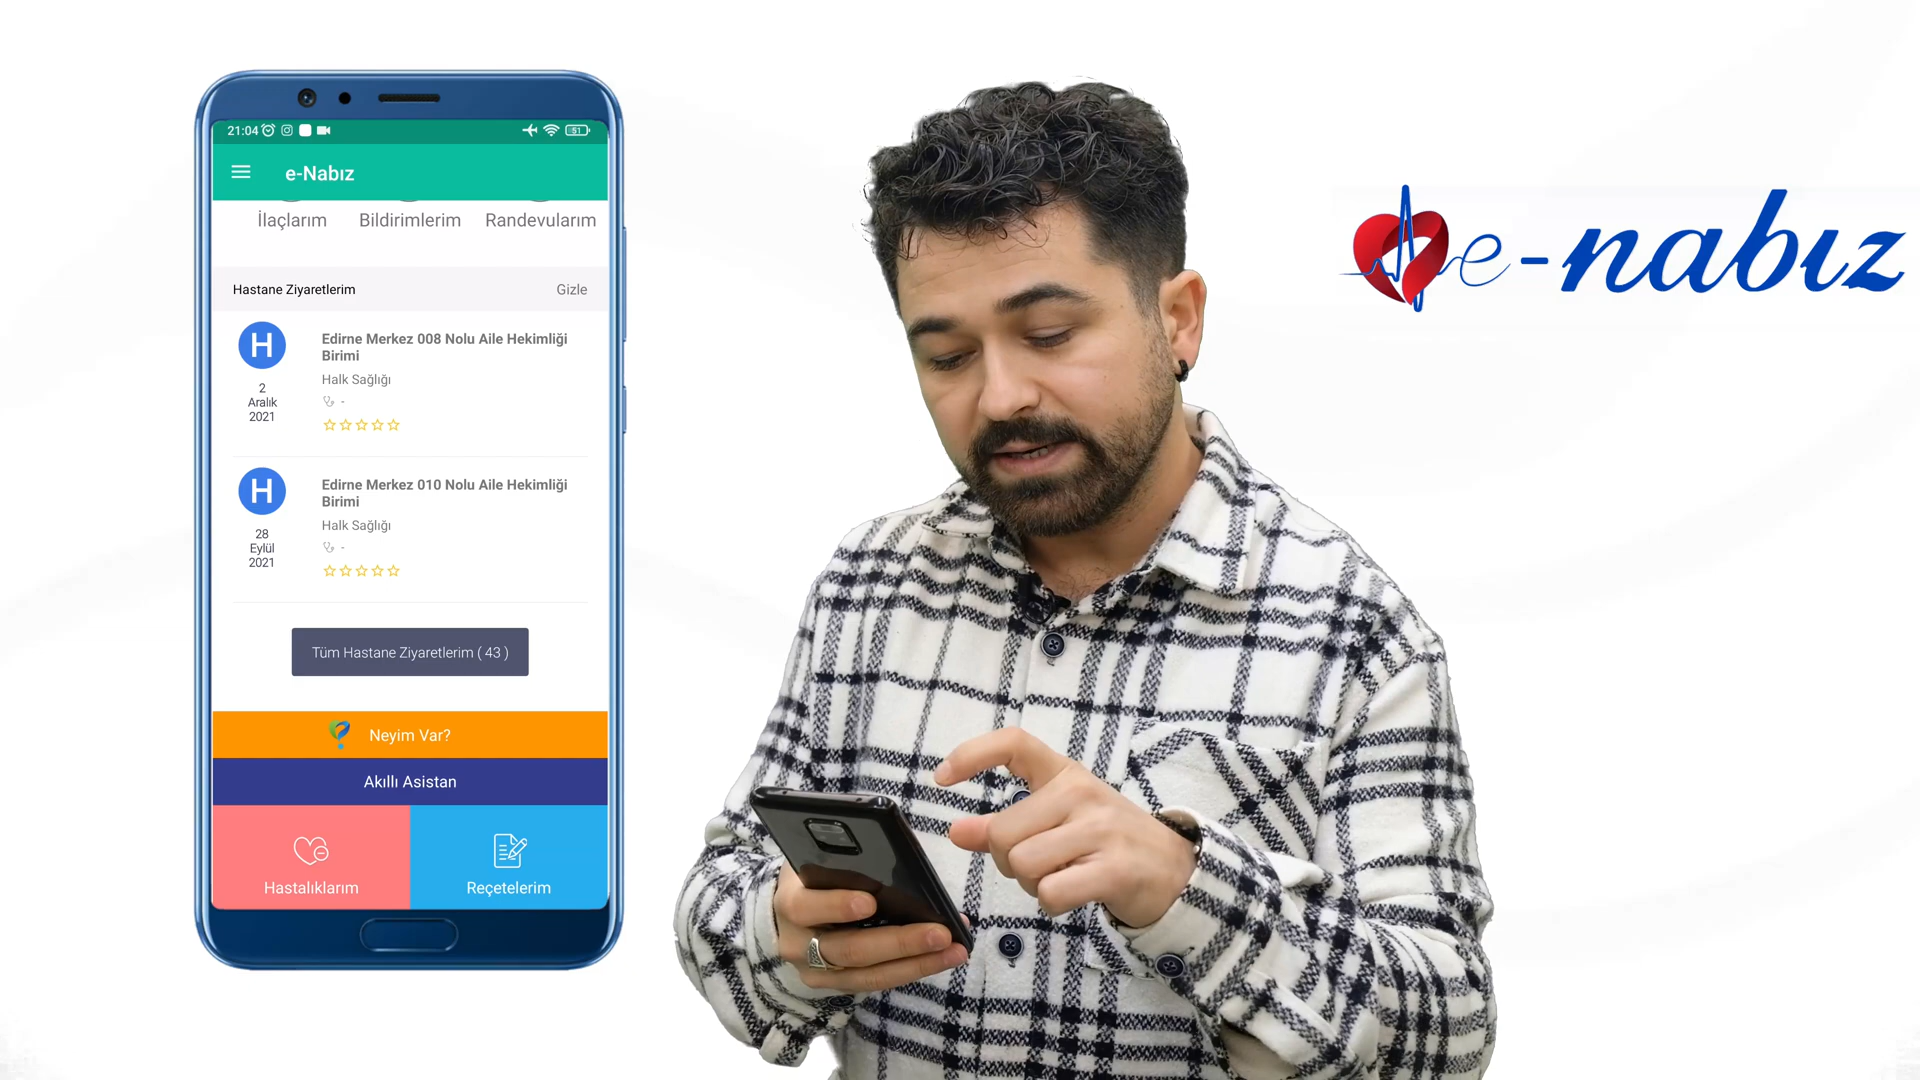 21:04
51
e-Nabız
İlaçlarım Bildirimlerim Randevularım
Hastane Ziyaretlerim Gizle
H
Edirne Merkez 008 Nolu Aile Hekimliği
Birimi
Halk Sağlığı
-
2
Aralık
2021
H
Edirne Merkez 010 Nolu Aile Hekimliği
Birimi
Halk Sağlığı
-
28
Eylül
2021
Tüm Hastane Ziyaretlerim ( 43 )
Neyim Var?
Akıllı Asistan
Hastalıklarım Reçetelerim
e-nabız